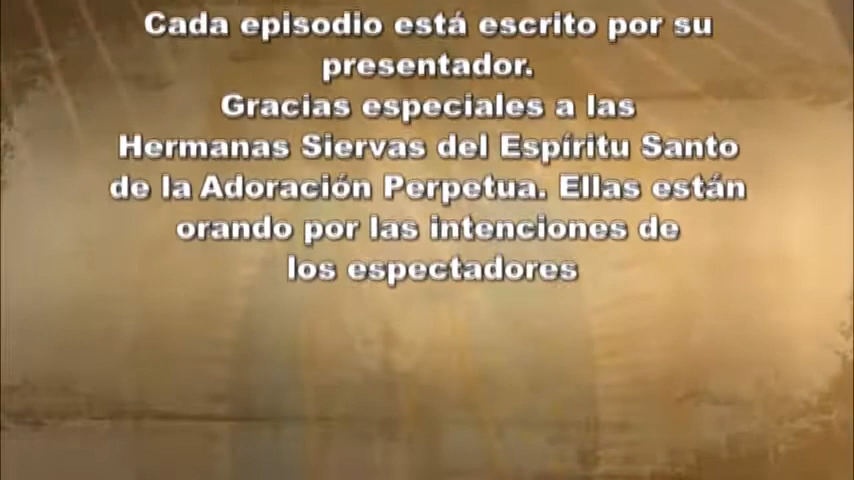 Cada episodio está escrito por su
presentador.
Gracias especiales a las
Hermanas Siervas del Espíritu Santo
de la Adoración Perpetua. Ellas están
orando por las intenciones de
los espectadores